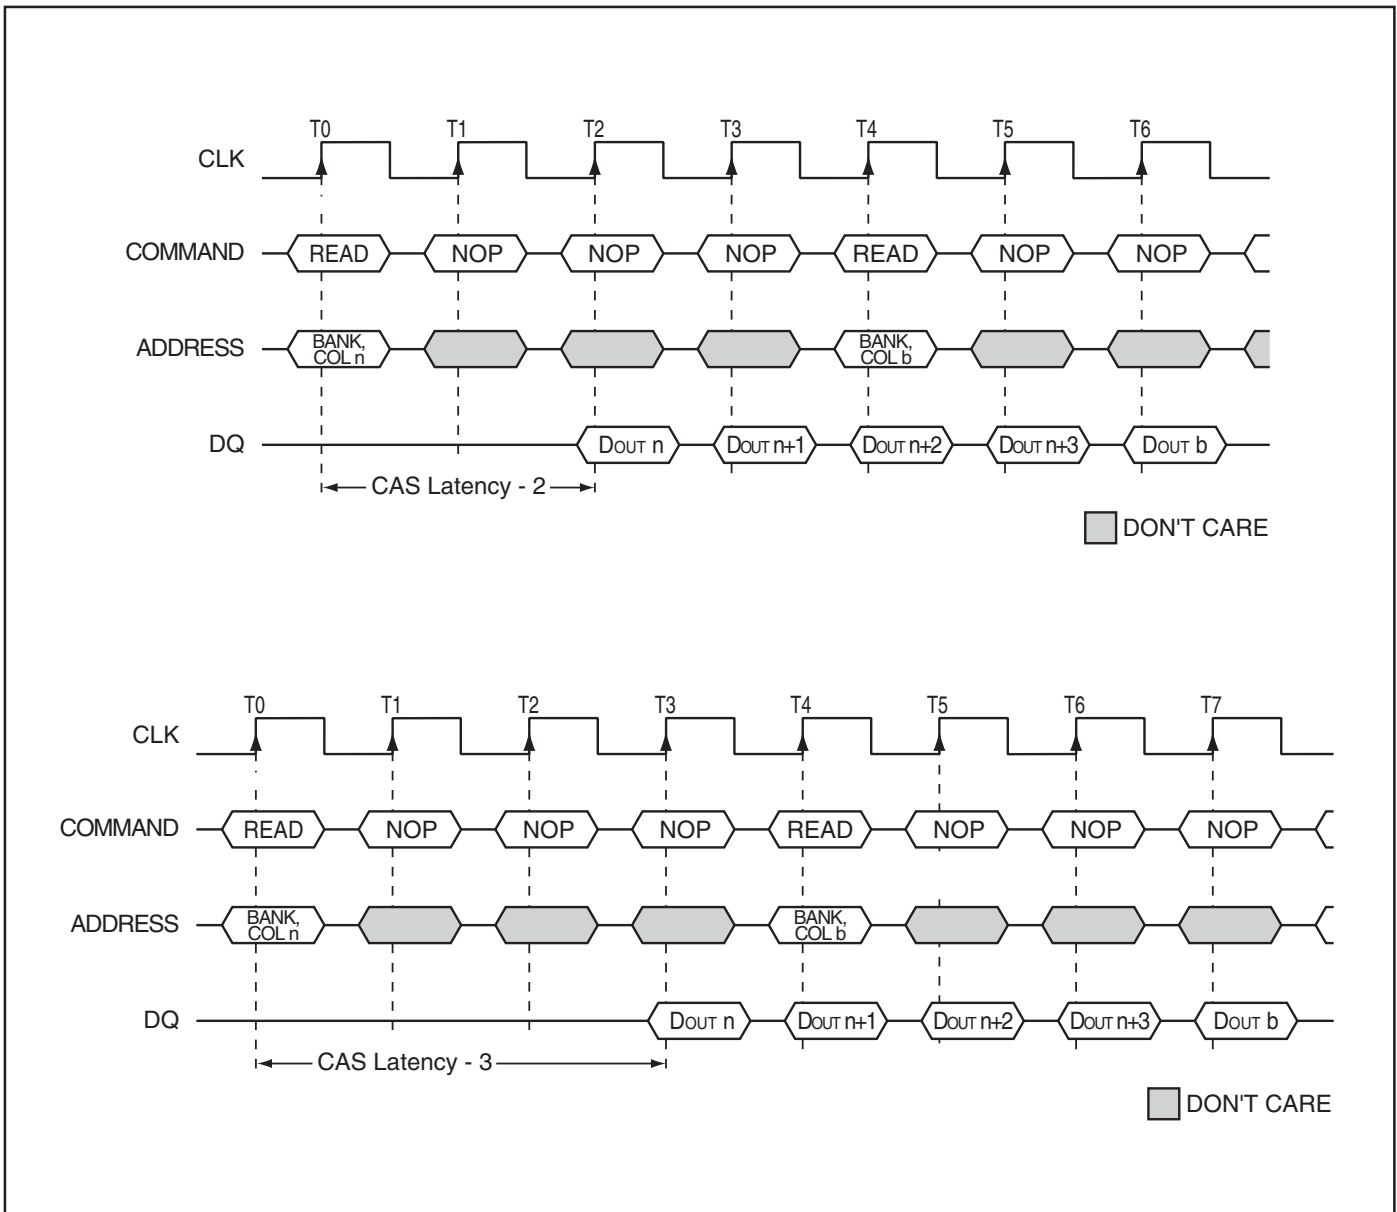 T0 T1 T2 T3 T4 T5 T6
CLK
COMMAND READ NOP NOP NOP READ NOP NOP
ADDRESS BANK, COL n BANK, COL b
DQ DOUT n DOUT n+1 DOUT n+2 DOUT n+3 DOUT b
CAS Latency - 2
DON'T CARE
T0 T1 T2 T3 T4 T5 T6 T7
CLK
COMMAND READ NOP NOP NOP READ NOP NOP NOP
ADDRESS BANK, COL n BANK, COL b
DQ DOUT n DOUT n+1 DOUT n+2 DOUT n+3 DOUT b
CAS Latency - 3
DON'T CARE